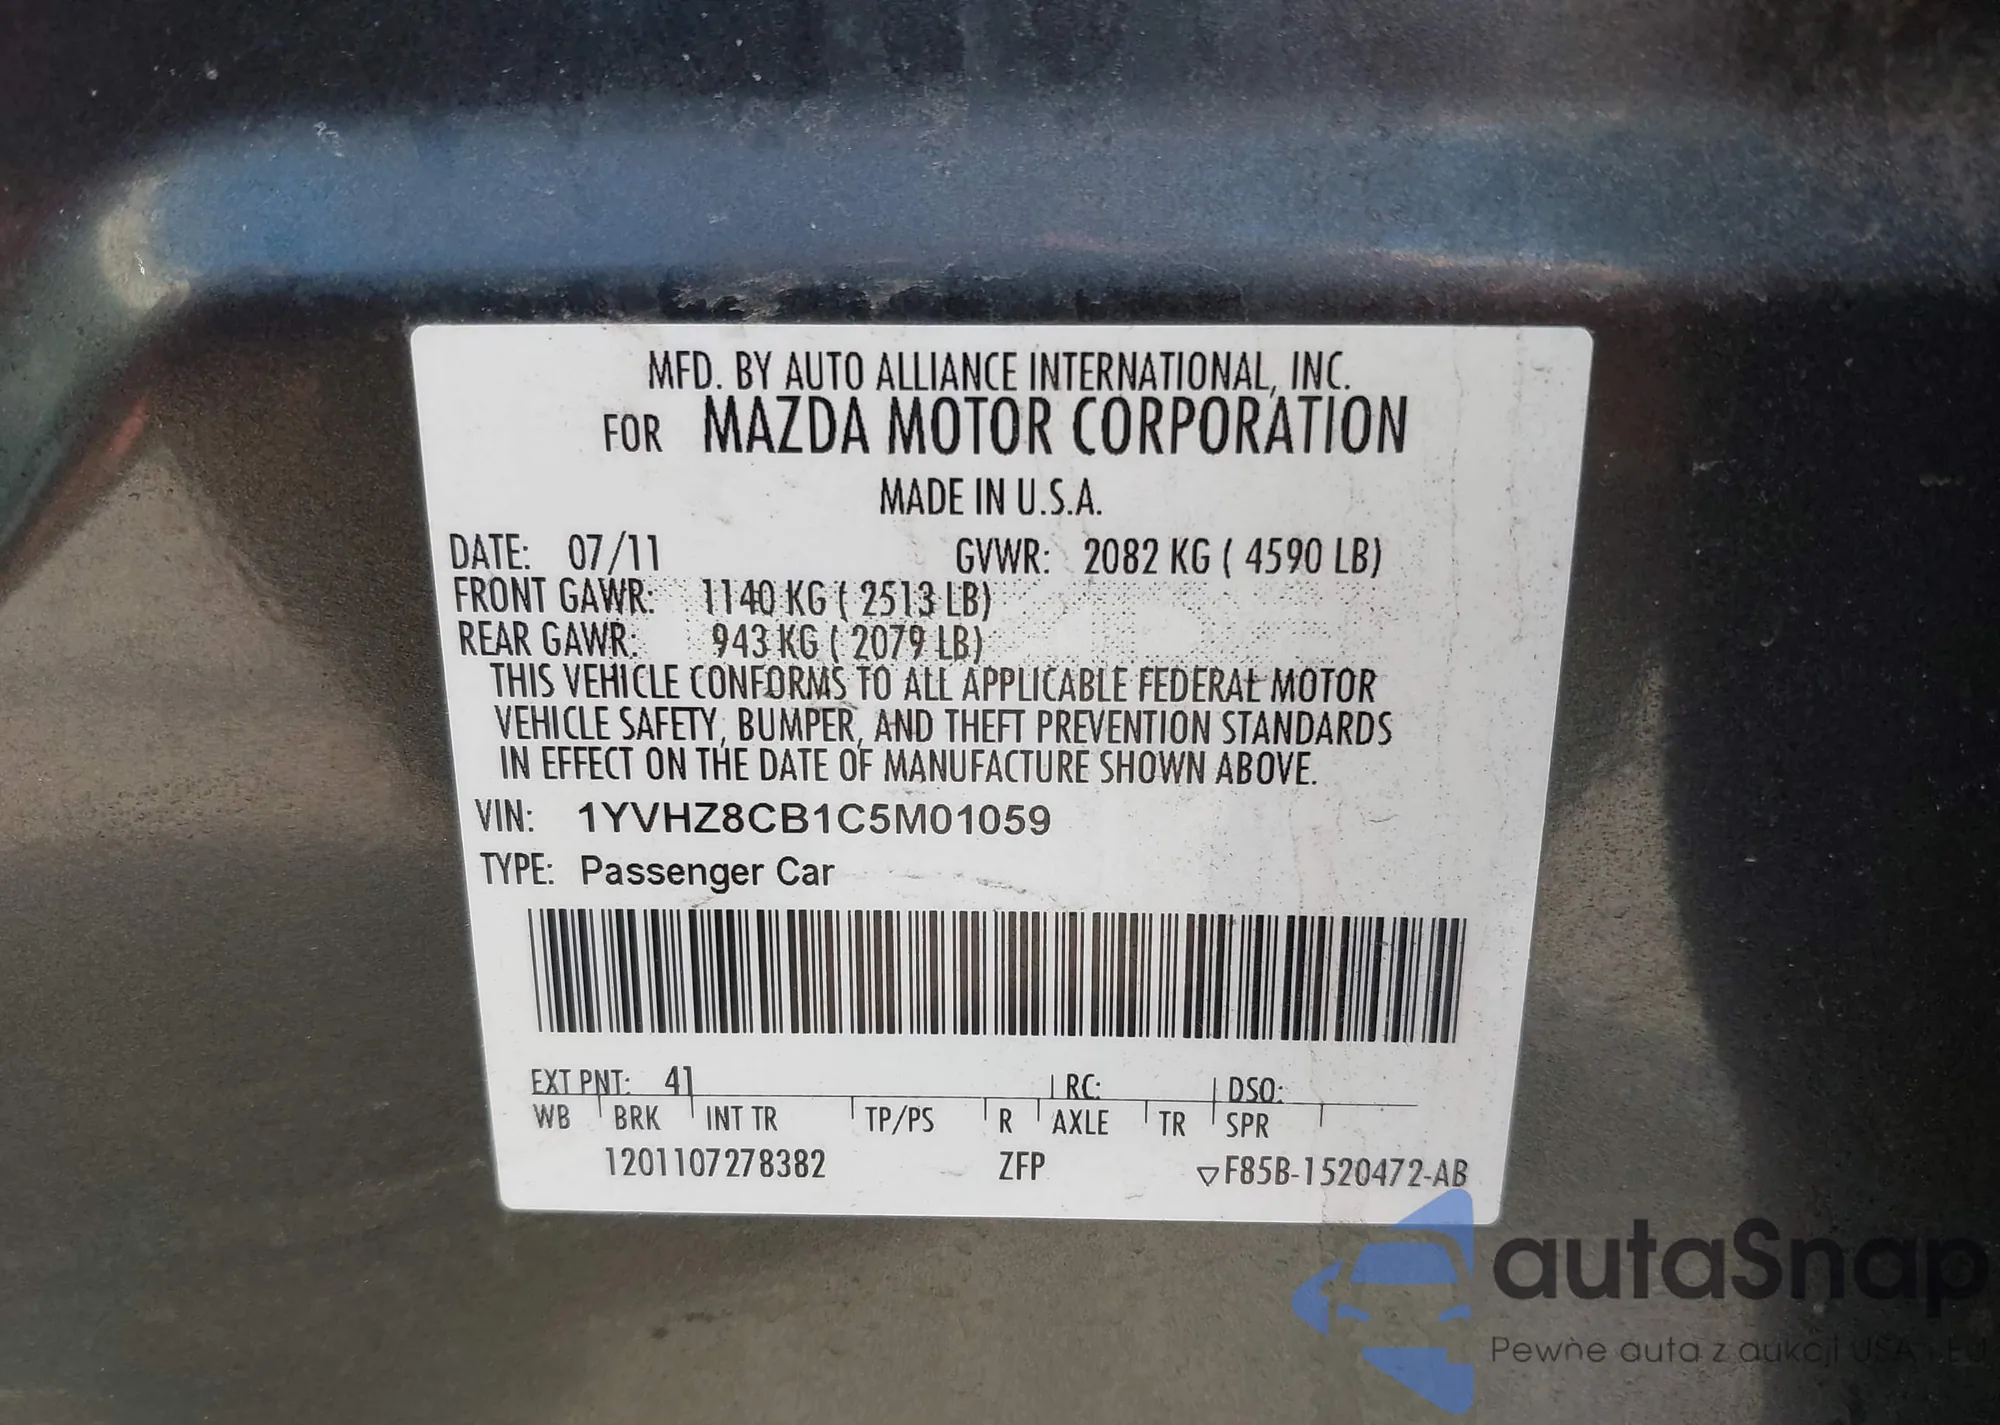 MFD. BY AUTO ALLIANCE INTERNATIONAL, INC.
FOR MAZDA MOTOR CORPORATION
MADE IN U.S.A.
DATE: 07/11 GVWR: 2082 KG ( 4590 LB)
FRONT GAWR: 1140 KG ( 2513 LB)
REAR GAWR: 943 KG ( 2079 LB)
THIS VEHICLE CONFORMS TO ALL APPLICABLE FEDERAL MOTOR
VEHICLE SAFETY, BUMPER, AND THEFT PREVENTION STANDARDS
IN EFFECT ON THE DATE OF MANUFACTURE SHOWN ABOVE.
VIN: 1YVHZ8CB1C5M01059
TYPE: Passenger Car
EXT PNT: 41 RC: DSO:
WB BRK INT TR TP/PS R AXLE TR SPR
1201107278382 ZFP ▽F85B-1520472-AB
autaSnap
Pewne auta z aukcji USA